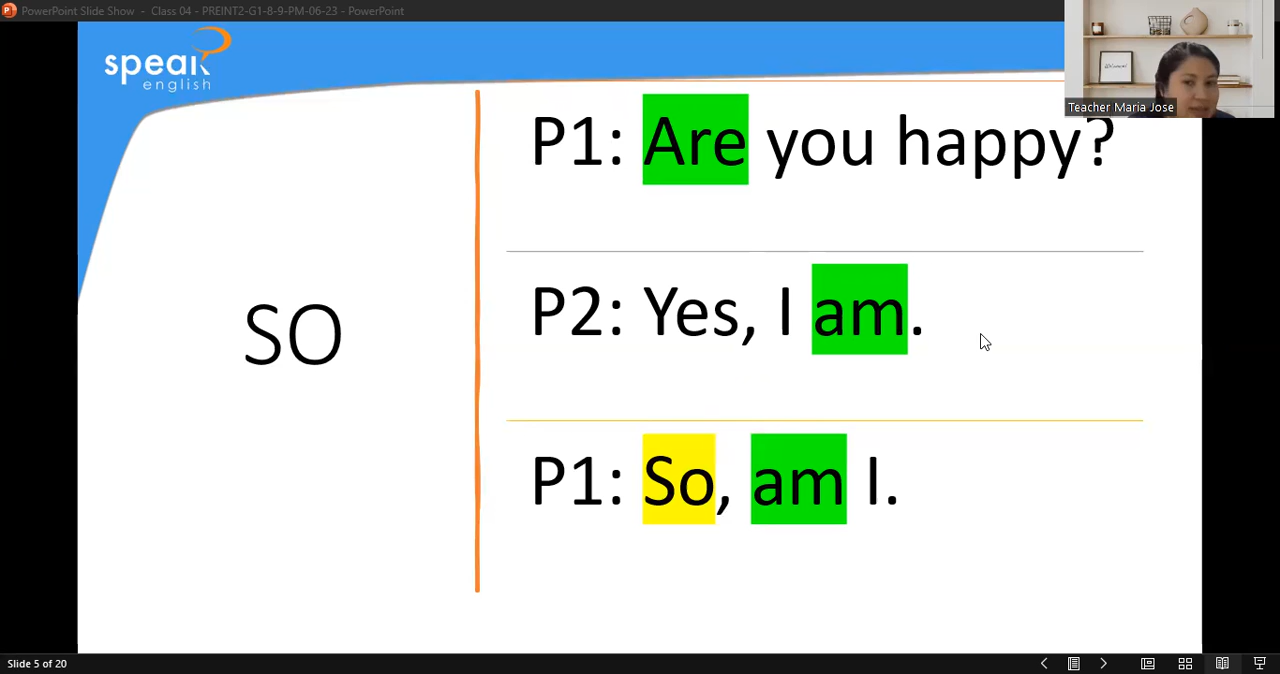 PowerPoint Slide Show - Class 04 - PREINT2-G1-8-9-PM-06-23 - PowerPoint
speak
english
Teacher Maria Jose
P1: Are you happy?
SO
P2: Yes, I am.
P1: So, am I.
Slide 5 of 20